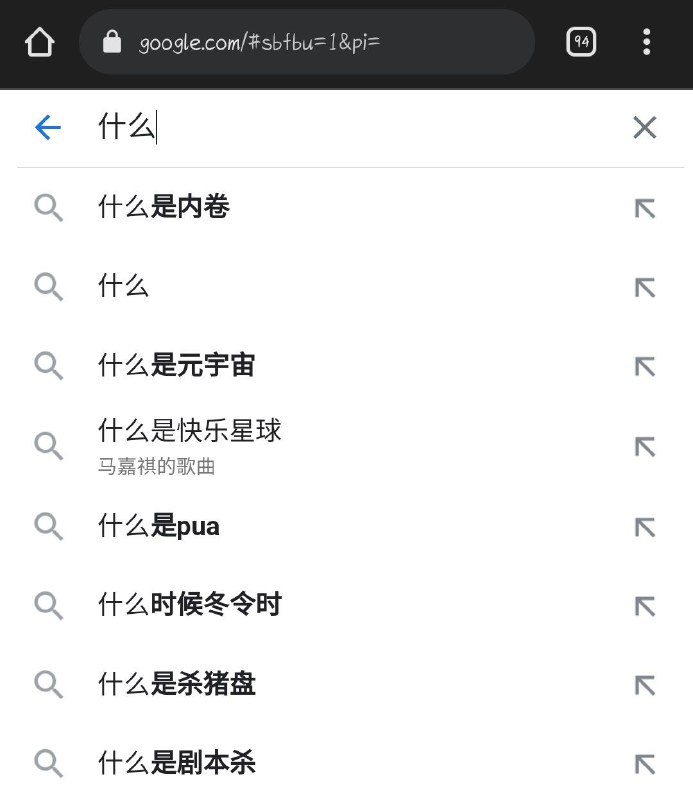 google.com/#sbfbu=1&pi=
94
什么
什么是内卷
什么
什么是元宇宙
什么是快乐星球
马嘉祺的歌曲
什么是pua
什么时候冬令时
什么是杀猪盘
什么是剧本杀